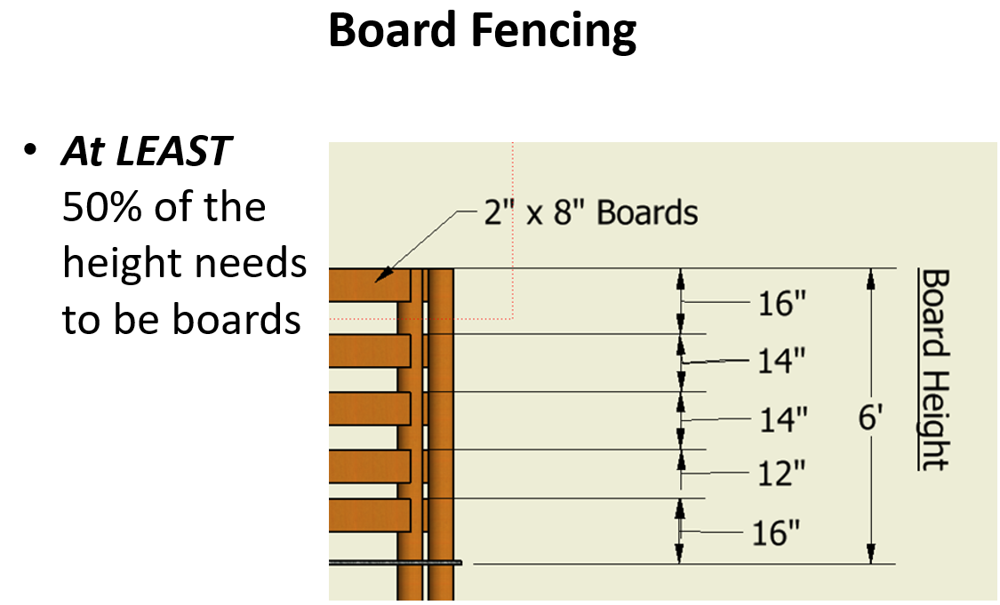 Board Fencing
• At LEAST
50% of the
height needs
to be boards
2" x 8" Boards
16"
14"
14"
12"
16"
6'
Board Height